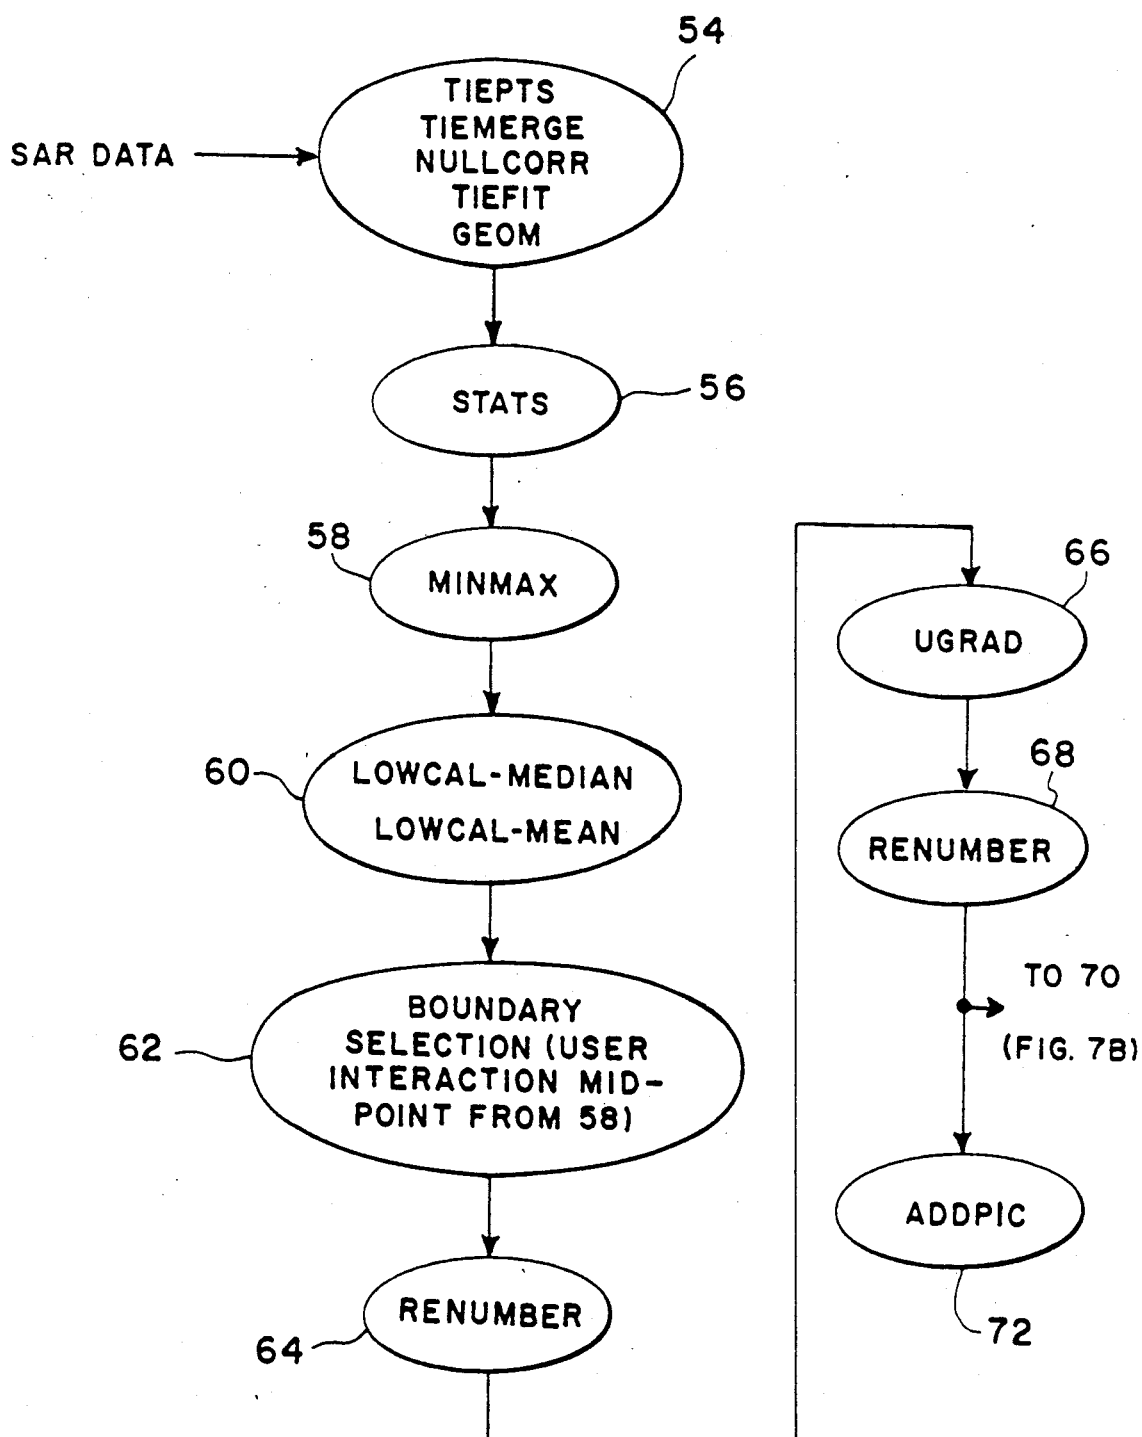 54
TIEPTS
TIEMERGE
NULLCORR
TIEFIT
GEOM
SAR DATA
STATS
56
58
MINMAX
60
LOWCAL-MEDIAN
LOWCAL-MEAN
62
BOUNDARY
SELECTION (USER
INTERACTION MID-
POINT FROM 58)
RENUMBER
64
66
UGRAD
68
RENUMBER
TO 70
(FIG. 7B)
ADDPIC
72